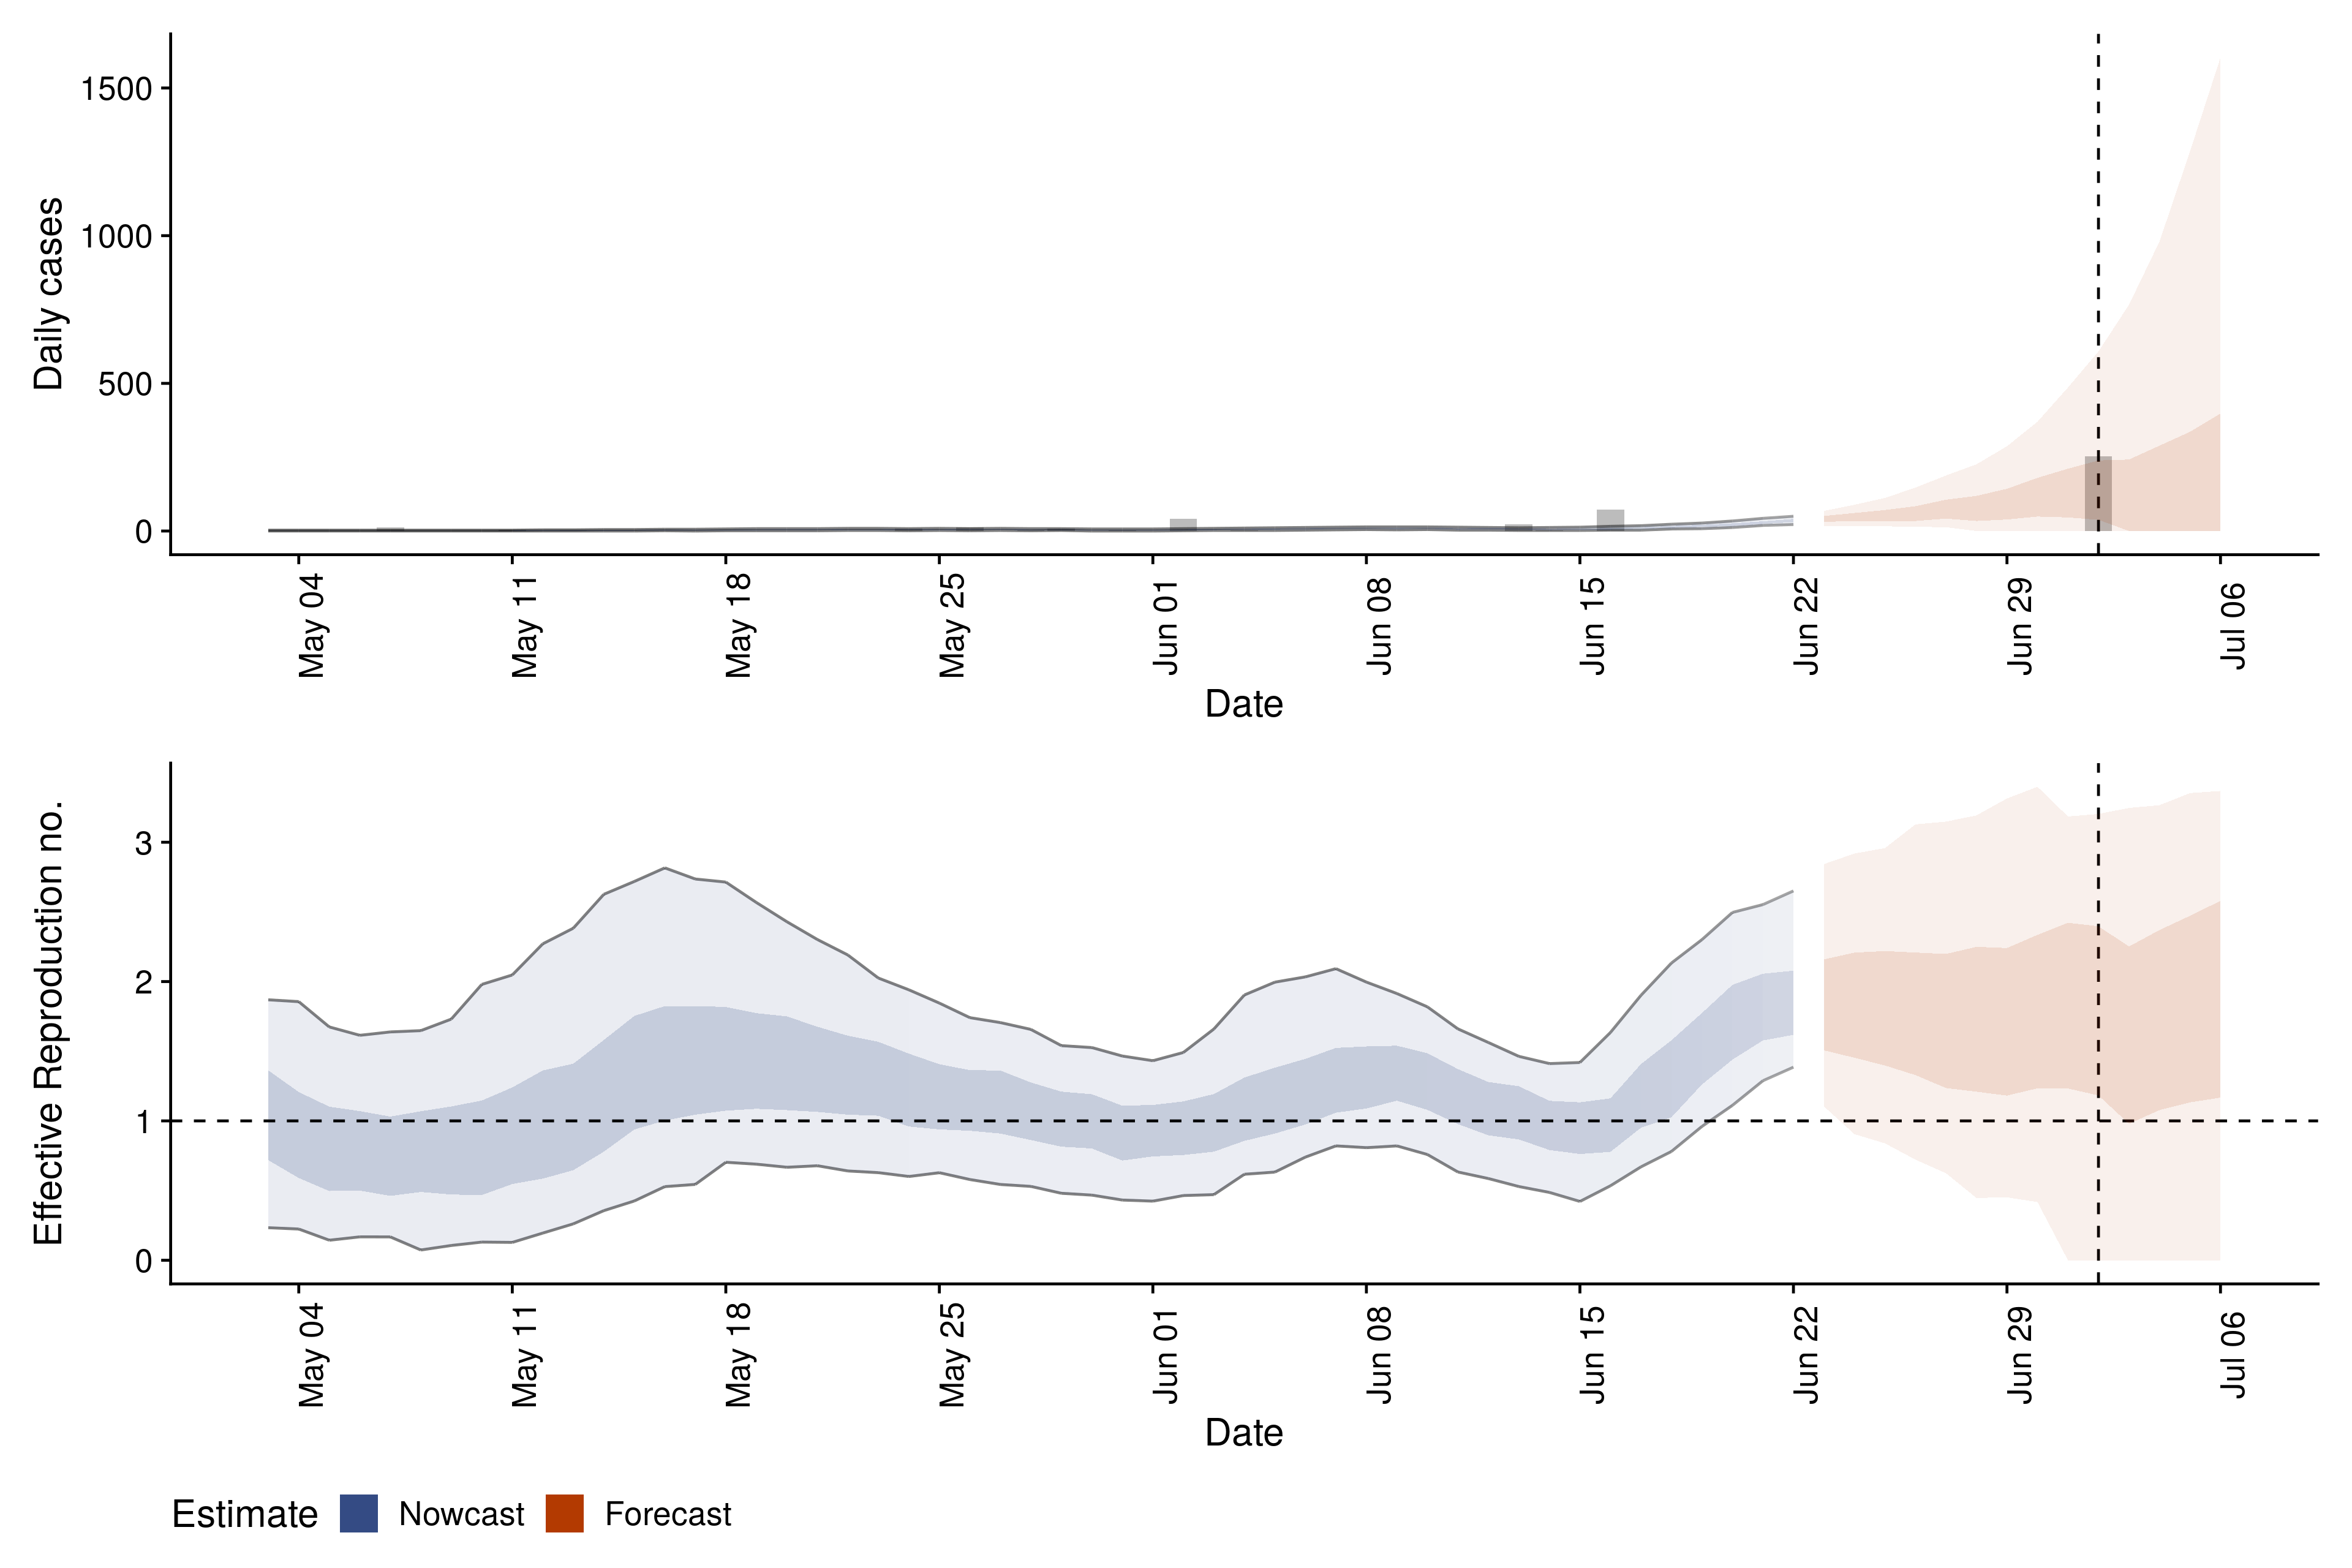 Daily cases
1500
1000
500
0
May 04
May 11
May 18
May 25
Jun 01
Jun 08
Jun 15
Jun 22
Jun 29
Jul 06
Date
Effective Reproduction no.
3
2
1
0
May 04
May 11
May 18
May 25
Jun 01
Jun 08
Jun 15
Jun 22
Jun 29
Jul 06
Date
Estimate Nowcast Forecast